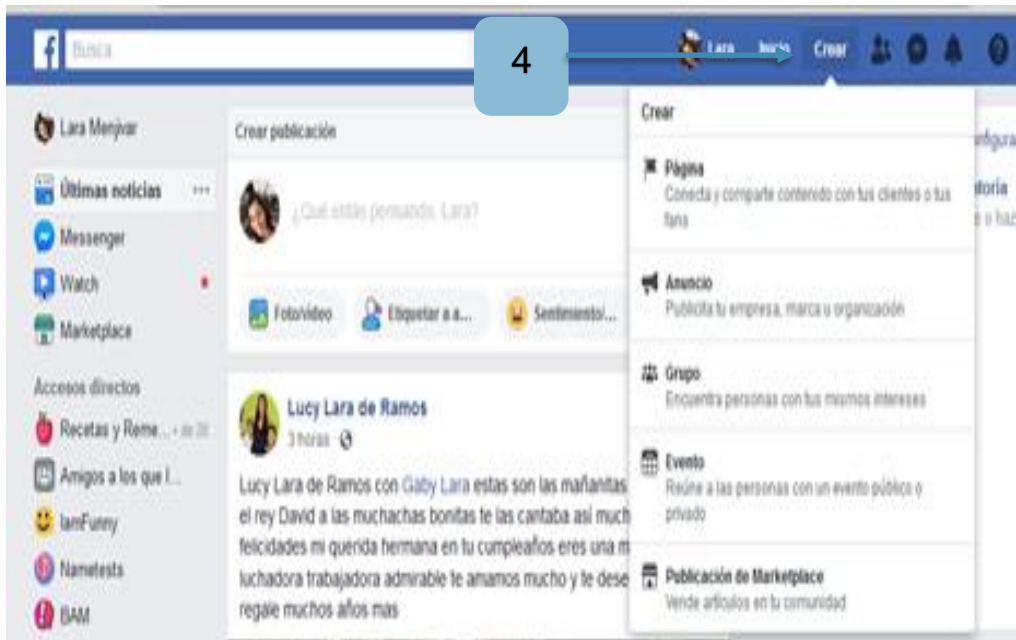 f
Busca
4
Lara
Inicio
Crear
Lara Menjivar
Últimas noticias
Messenger
Watch
Marketplace
Accesos directos
Recetas y Reme...
Amigos a los que l...
IamFunny
Nametests
BAM
Crear publicación
¿Qué estás pensando, Lara?
Foto/video
Etiquetar a a...
Sentimiento/...
Lucy Lara de Ramos
3 horas
Lucy Lara de Ramos con Gaby Lara estas son las mañanitas
el rey David a las muchachas bonitas te las cantaba así much
felicidades mi querida hermana en tu cumpleaños eres una m
luchadora trabajadora admirable te amamos mucho y te dese
regale muchos años mas
Crear
Página
Conecta y comparte contenido con tus clientes o tus
fans
Anuncio
Publicita tu empresa, marca u organización
Grupo
Encuentra personas con tus mismos intereses
Evento
Reúne a las personas con un evento público o
privado
Publicación de Marketplace
Vende artículos en tu comunidad
nfigura
toria
o haz